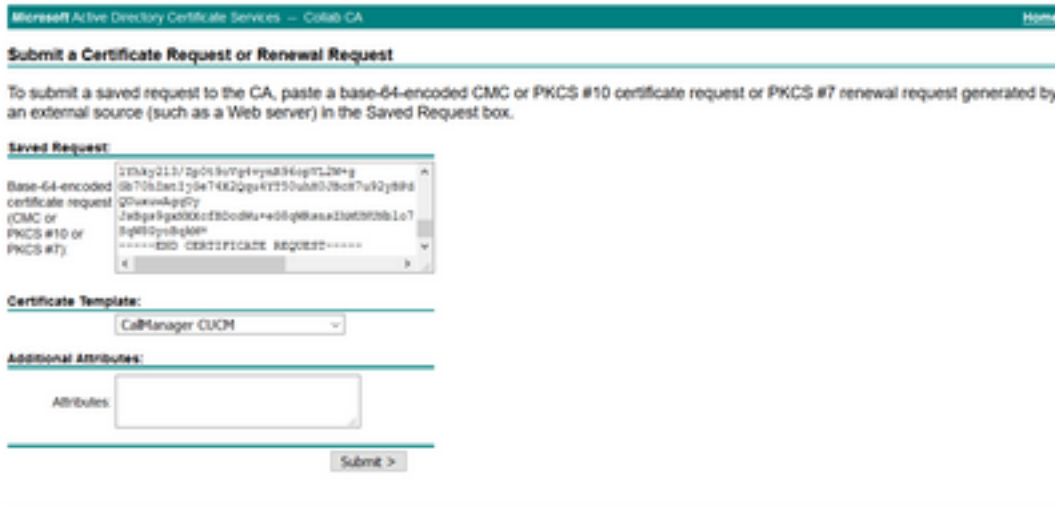 Microsoft Active Directory Certificate Services -- Collab CA
Home
Submit a Certificate Request or Renewal Request
To submit a saved request to the CA, paste a base-64-encoded CMC or PKCS #10 certificate request or PKCS #7 renewal request generated by
an external source (such as a Web server) in the Saved Request box.
Saved Request:
Base-64-encoded
certificate request
(CMC or
PKCS #10 or
PKCS #7):
-----END CERTIFICATE REQUEST-----
Certificate Template:
CallManager CUCM
Additional Attributes:
Attributes:
Submit >